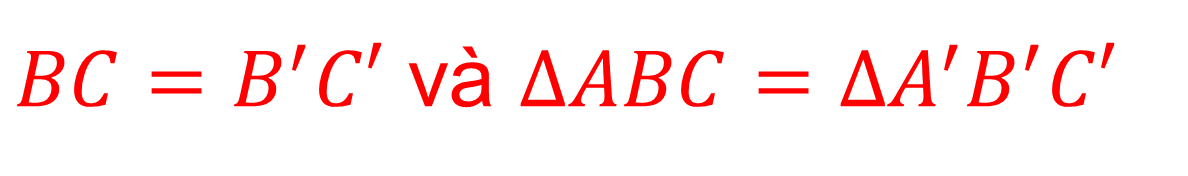 BC = B′C′ và ΔABC = ΔA′B′C′